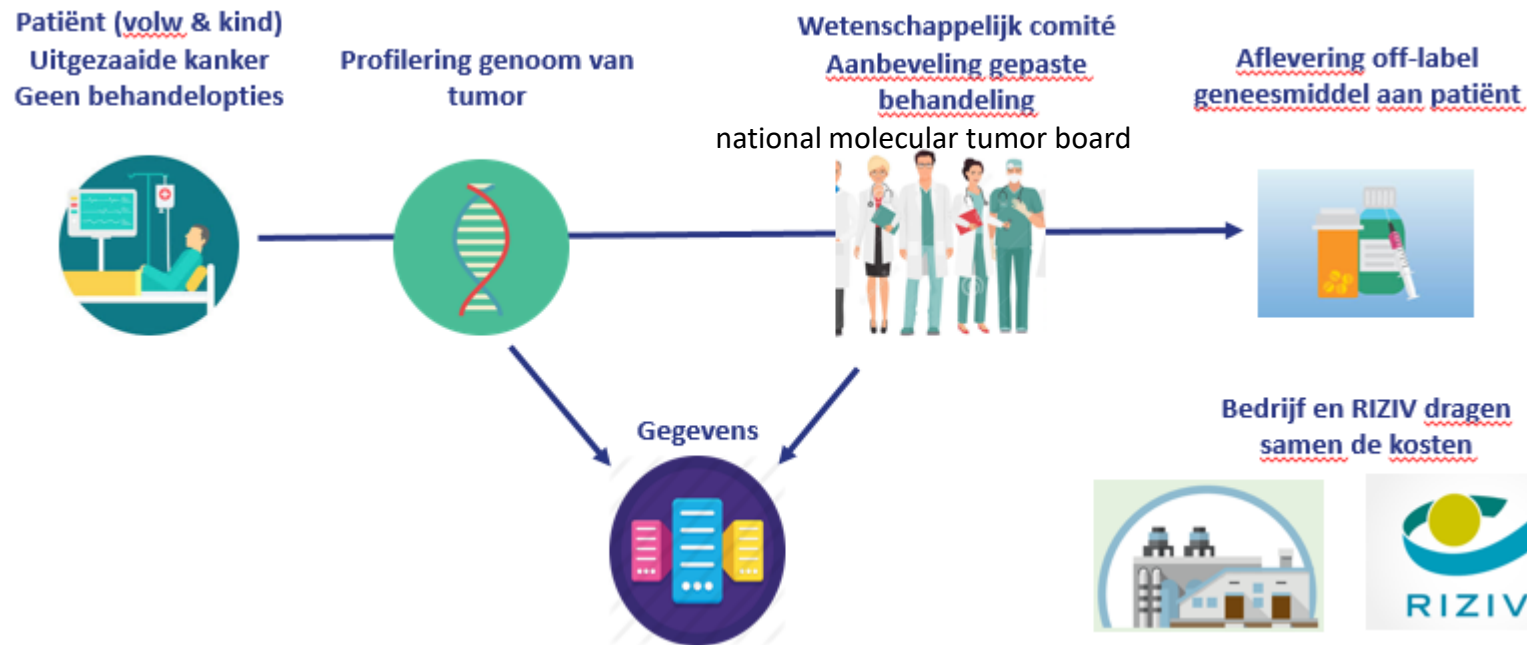 Patiënt (volw & kind)
Uitgezaaide kanker
Geen behandelopties
Profilering genoom van
tumor
Wetenschappelijk comité
Aanbeveling gepaste
behandeling
national molecular tumor board
Aflevering off-label
geneesmiddel aan patiënt
Gegevens
Bedrijf en RIZIV dragen
samen de kosten
RIZIV